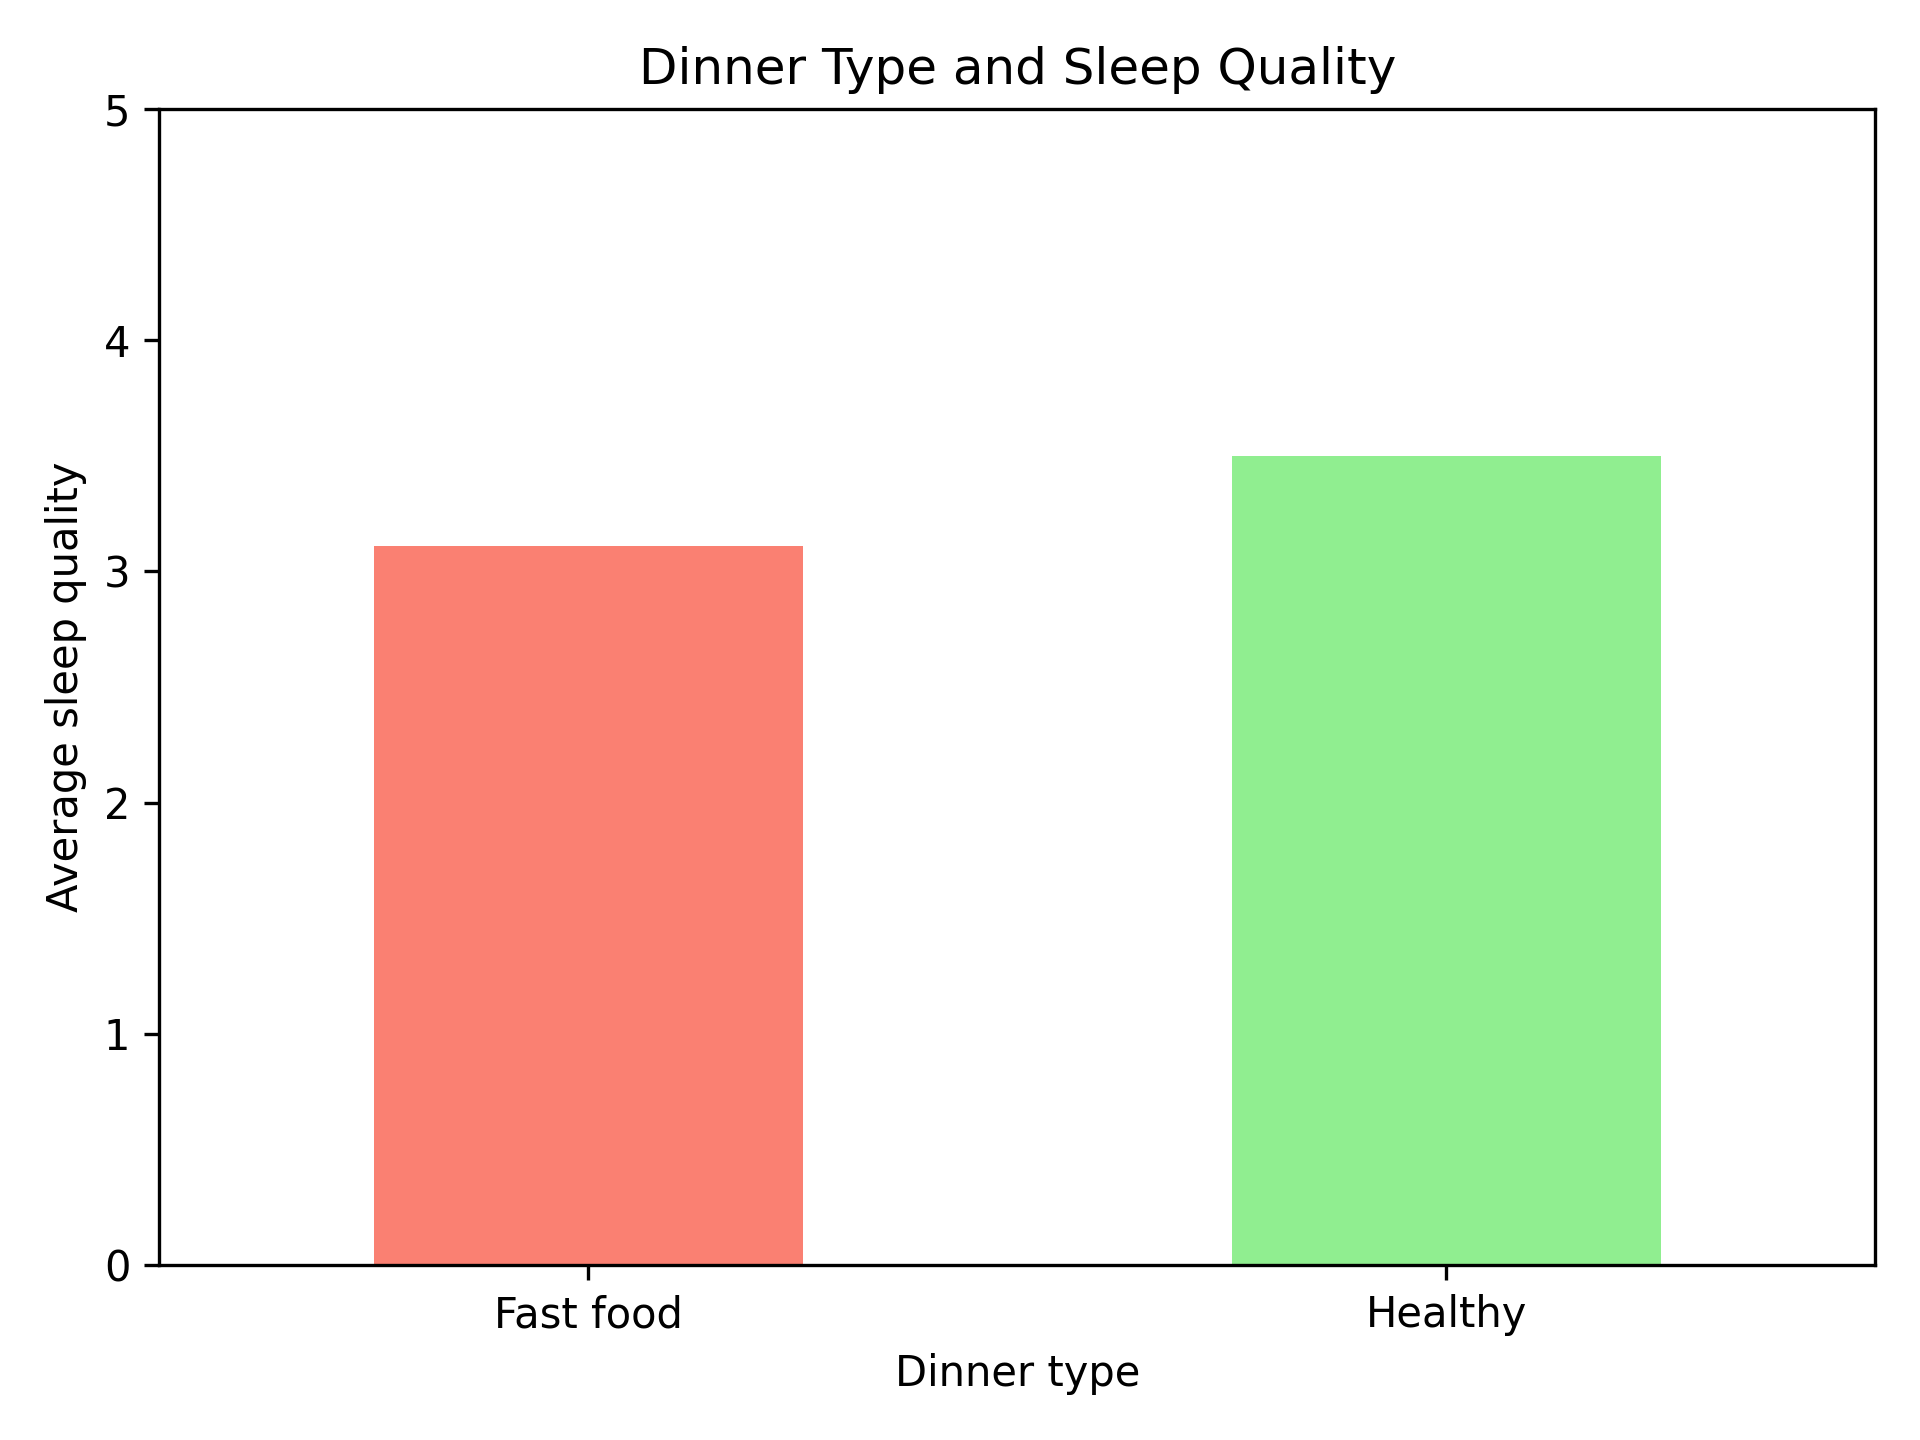 Dinner Type and Sleep Quality
5
4
3
2
1
0
Average sleep quality
Fast food
Healthy
Dinner type